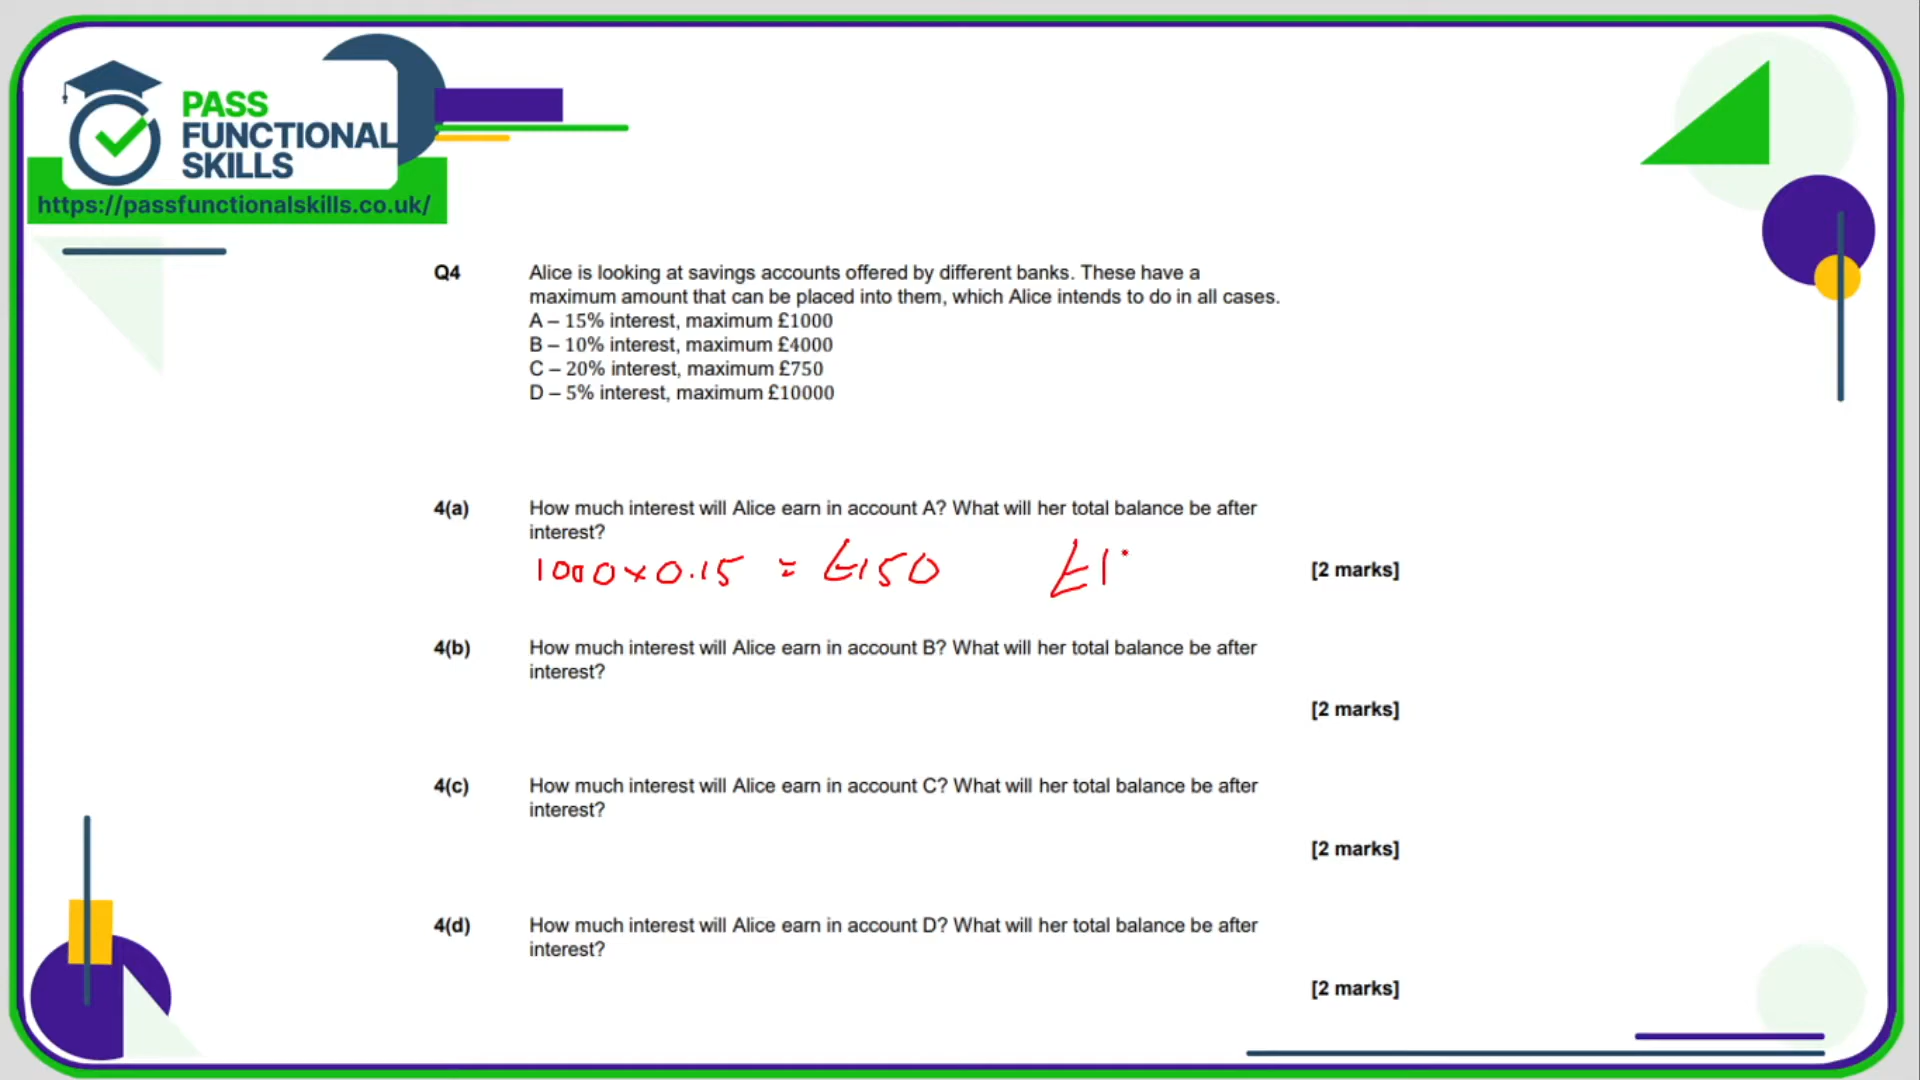 PASS
FUNCTIONAL
SKILLS
https://passfunctionalskills.co.uk/
Q4 Alice is looking at savings accounts offered by different banks. These have a
maximum amount that can be placed into them, which Alice intends to do in all cases.
A – 15% interest, maximum £1000
B – 10% interest, maximum £4000
C – 20% interest, maximum £750
D – 5% interest, maximum £10000
4(a) How much interest will Alice earn in account A? What will her total balance be after
interest?
1000 × 0.15 = £150 £1
[2 marks]
4(b) How much interest will Alice earn in account B? What will her total balance be after
interest?
[2 marks]
4(c) How much interest will Alice earn in account C? What will her total balance be after
interest?
[2 marks]
4(d) How much interest will Alice earn in account D? What will her total balance be after
interest?
[2 marks]